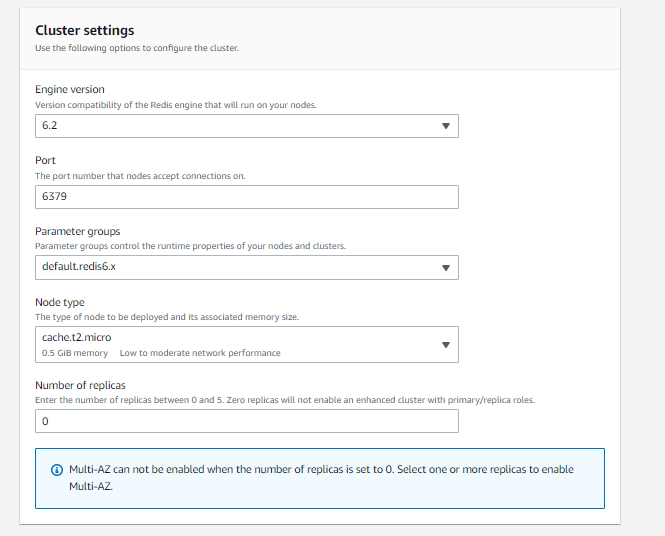 Cluster settings
Use the following options to configure the cluster.
Engine version
Version compatibility of the Redis engine that will run on your nodes.
6.2
Port
The port number that nodes accept connections on.
6379
Parameter groups
Parameter groups control the runtime properties of your nodes and clusters.
default.redis6.x
Node type
The type of node to be deployed and its associated memory size.
cache.t2.micro
0.5 GiB memory Low to moderate network performance
Number of replicas
Enter the number of replicas between 0 and 5. Zero replicas will not enable an enhanced cluster with primary/replica roles.
0
Multi-AZ can not be enabled when the number of replicas is set to 0. Select one or more replicas to enable
Multi-AZ.